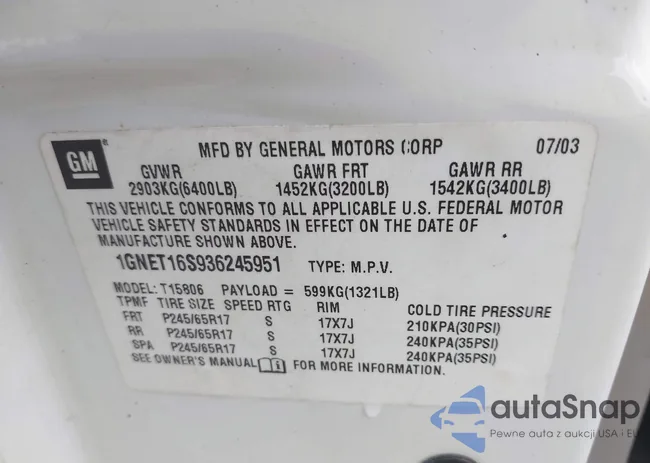 GM
MFD BY GENERAL MOTORS CORP 07/03
GVWR GAWR FRT GAWR RR
2903KG(6400LB) 1452KG(3200LB) 1542KG(3400LB)
THIS VEHICLE CONFORMS TO ALL APPLICABLE U.S. FEDERAL MOTOR
VEHICLE SAFETY STANDARDS IN EFFECT ON THE DATE OF
MANUFACTURE SHOWN ABOVE.
1GNET16S936245951 TYPE: M.P.V.
MODEL: T15806 PAYLOAD = 599KG(1321LB)
TPMF TIRE SIZE SPEED RTG RIM COLD TIRE PRESSURE
FRT P245/65R17 S 17X7J 210KPA(30PSI)
RR P245/65R17 S 17X7J 240KPA(35PSI)
SPA P245/65R17 S 17X7J 240KPA(35PSI)
SEE OWNER'S MANUAL FOR MORE INFORMATION.
autaSnap
Pewne auta z aukcji USA i